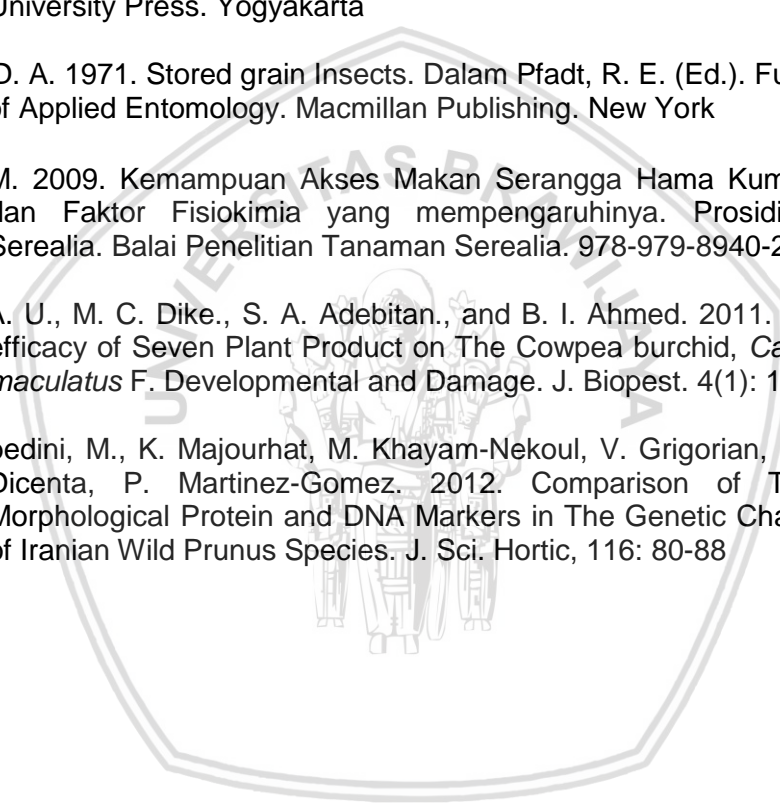 University Press. Yogyakarta
D. A. 1971. Stored grain Insects. Dalam Pfadt, R. E. (Ed.). Fu
of Applied Entomology. Macmillan Publishing. New York
M. 2009. Kemampuan Akses Makan Serangga Hama Kum
dan Faktor Fisiokimia yang mempengaruhinya. Prosidi
Serealia. Balai Penelitian Tanaman Serealia. 978-979-8940-2
A. U., M. C. Dike., S. A. Adebitan., and B. I. Ahmed. 2011.
efficacy of Seven Plant Product on The Cowpea burchid, Ca
maculatus F. Developmental and Damage. J. Biopest. 4(1): 1
oedini, M., K. Majourhat, M. Khayam-Nekoul, V. Grigorian,
Dicenta, P. Martinez-Gomez. 2012. Comparison of T
Morphological Protein and DNA Markers in The Genetic Cha
of Iranian Wild Prunus Species. J. Sci. Hortic, 116: 80-88
UNIVERSITAS BRAWIJAYA